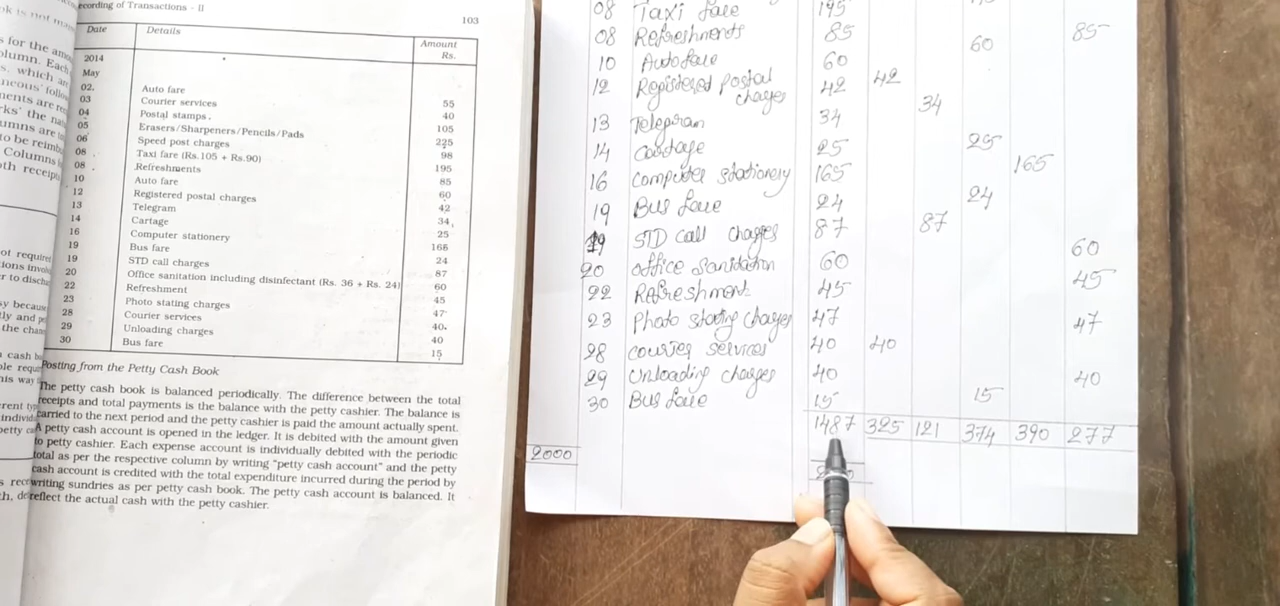 ecording of Transactions - II
103
Date Details Amount
Rs.
2014
May
02. Auto fare 55
03 Courier services 40
04 Postal stamps. 105
05 Erasers/Sharpeners/Pencils/Pads 225
06 Speed post charges 98
08 Taxi fare (Rs.105 + Rs.90) 195
08 Refreshments 85
10 Auto fare 60
12 Registered postal charges 42
13 Telegram 34
14 Cartage 25
16 Computer stationery 165
19 Bus fare 24
19 STD call charges 87
20 Office sanitation including disinfectant (Rs. 36 + Rs. 24) 60
22 Refreshment 45
23 Photo stating charges 47
28 Courier services 40
29 Unloading charges 40
30 Bus fare 15
Posting from the Petty Cash Book
The petty cash book is balanced periodically. The difference between the total
receipts and total payments is the balance with the petty cashier. The balance is
carried to the next period and the petty cashier is paid the amount actually spent.
A petty cash account is opened in the ledger. It is debited with the amount given
to petty cashier. Each expense account is individually debited with the periodic
total as per the respective column by writing “petty cash account” and the petty
cash account is credited with the total expenditure incurred during the period by
writing sundries as per petty cash book. The petty cash account is balanced. It
reflect the actual cash with the petty cashier.
08 Taxi fare 195
08 Refreshments 85 85
10 Auto fare 60 60
12 Registered postal 42 42
charges
13 Telegram 34 34
14 Cartage 25 25
16 Computer stationery 165 165
19 Bus fare 24 24
19 STD call charges 87 87
20 Office sanitation 60 60
22 Refreshment 45 45
23 Photo stating charges 47 47
28 Courier services 40 40
29 Unloading charges 40 40
30 Bus fare 15 15
1487 325 121 374 390 277
2000